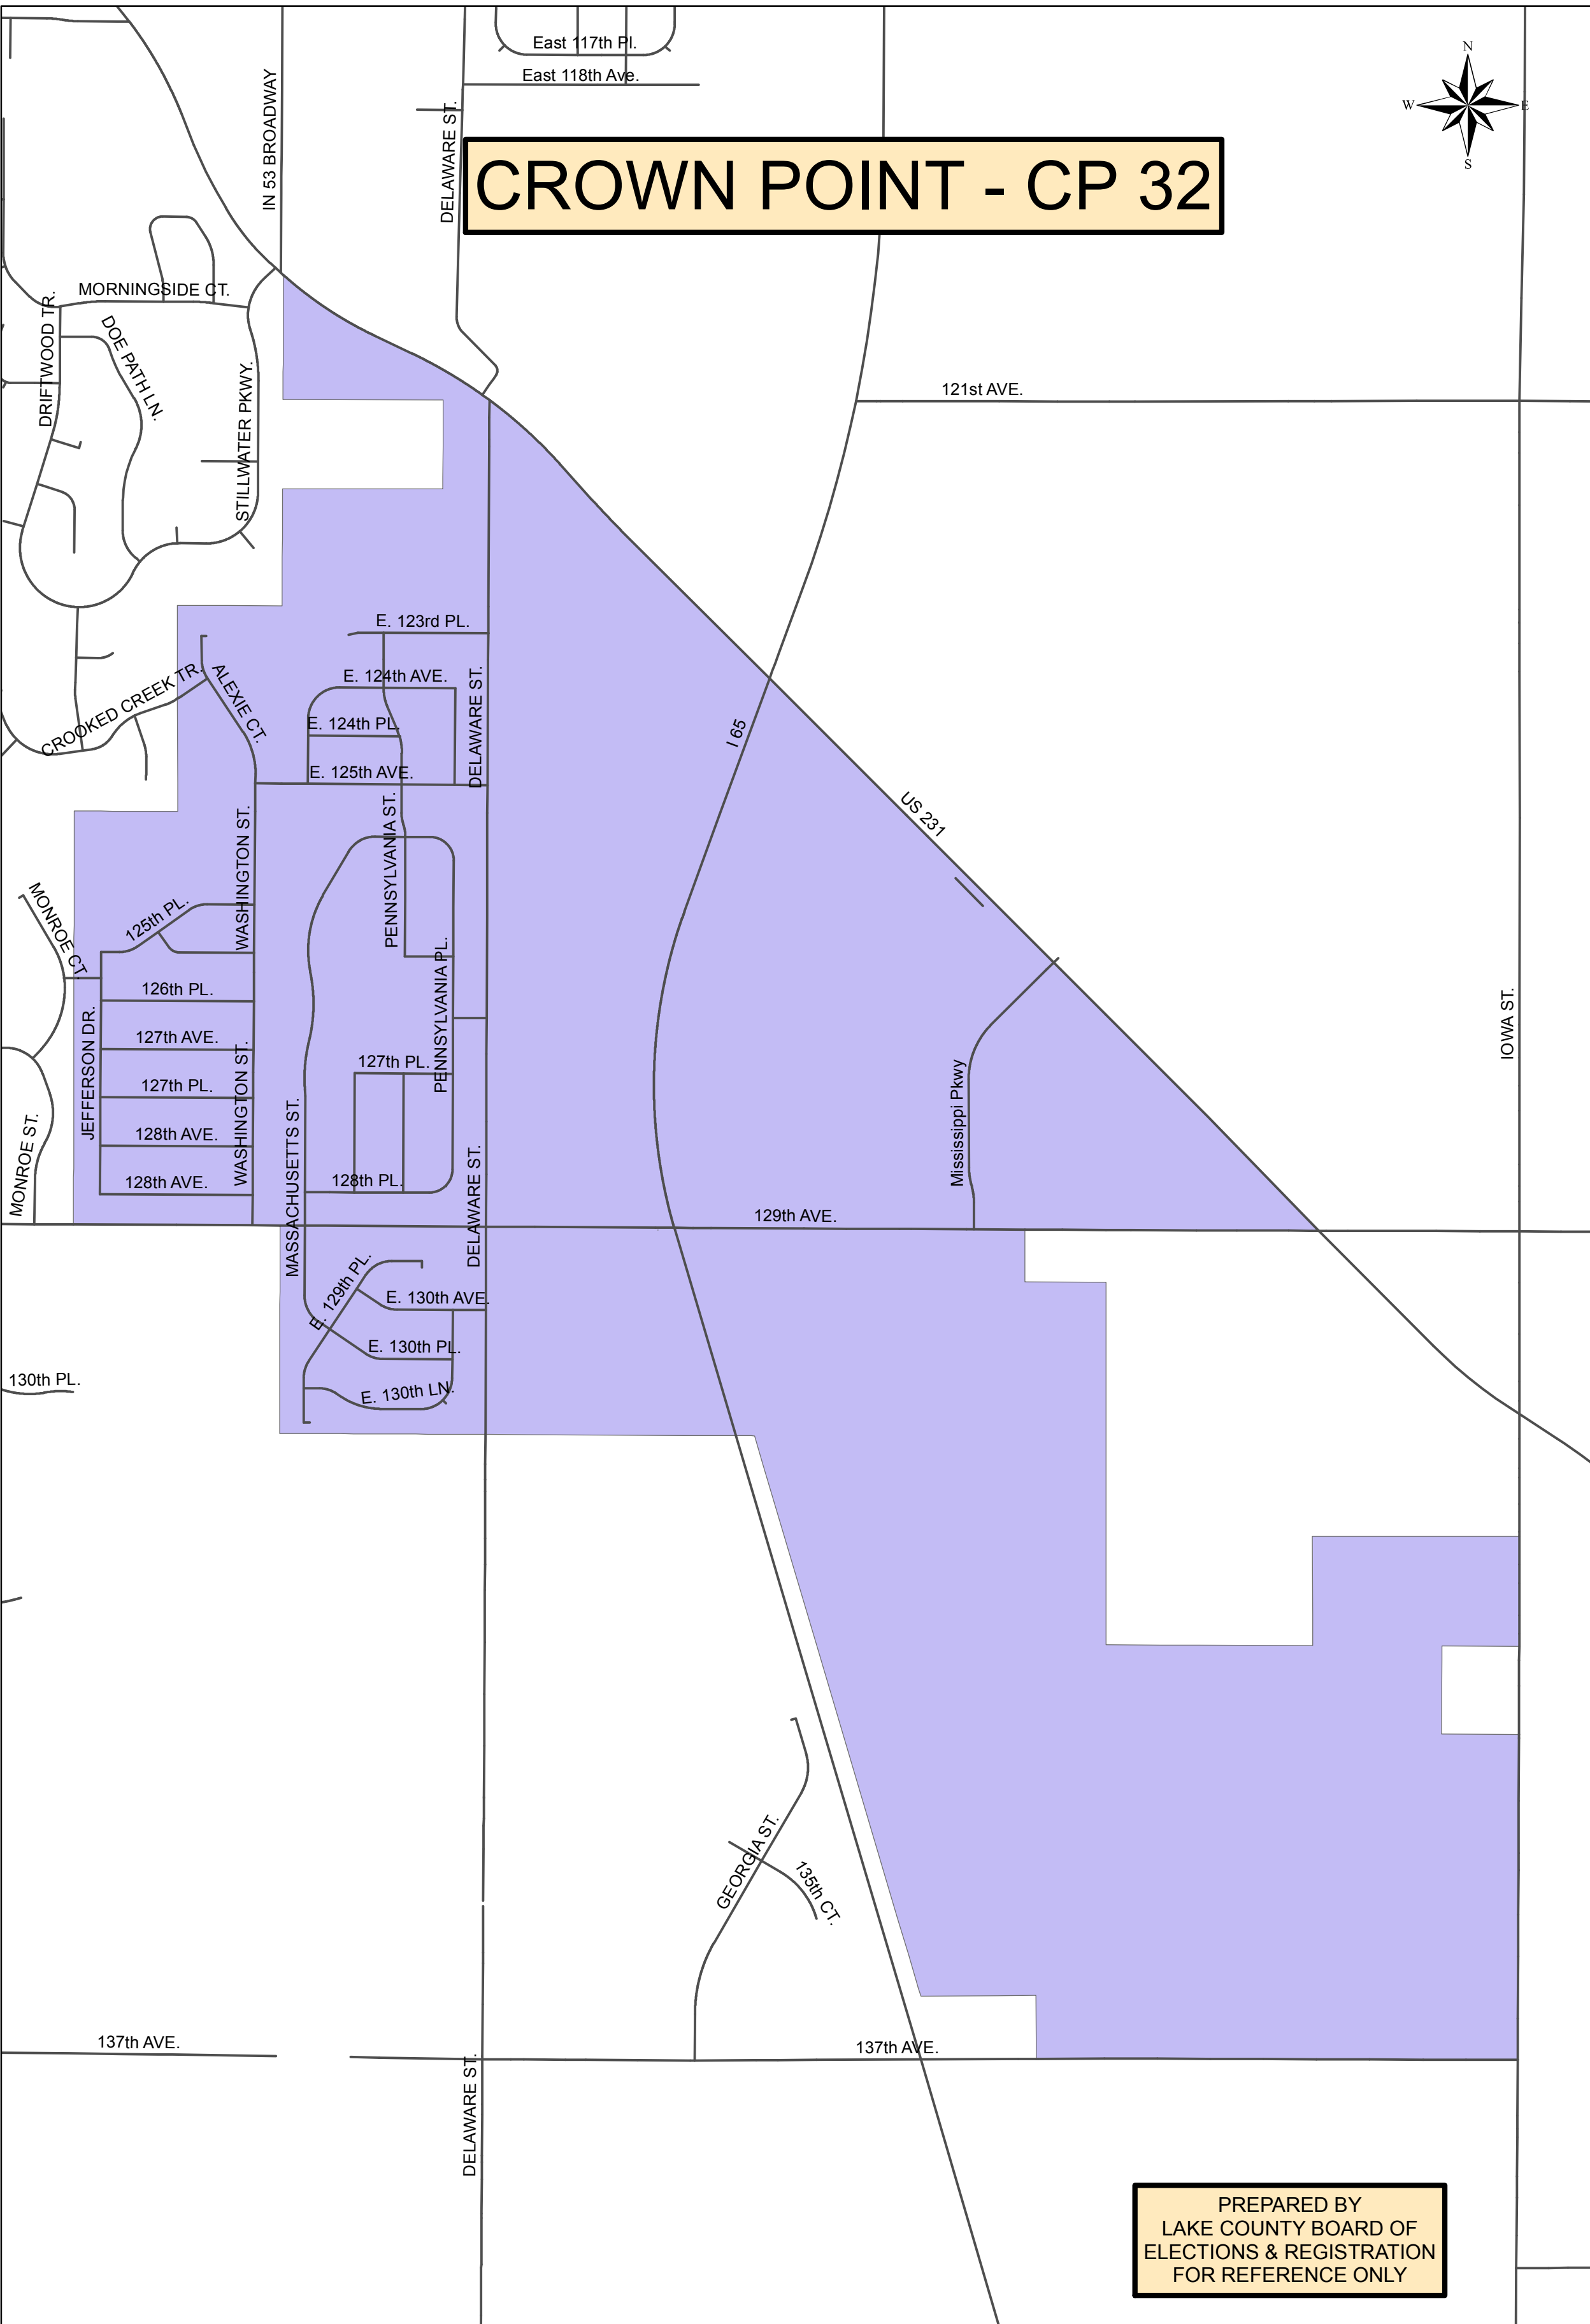 East 117th Pl.
East 118th Ave.
N
W
E
S
IN 53 BROADWAY
DELAWARE ST.
CROWN POINT - CP 32
MORNINGSIDE CT.
DRIFTWOOD TR.
DOE PATH LN.
STILLWATER PKWY.
121st AVE.
E. 123rd PL.
E. 124th AVE.
CROOKED CREEK TR.
ALEXIE CT.
E. 124th PL.
DELAWARE ST.
I 65
E. 125th AVE.
US 231
WASHINGTON ST.
PENNSYLVANIA ST.
MONROE CT.
125th PL.
126th PL.
PENNSYLVANIA PL.
IOWA ST.
JEFFERSON DR.
127th AVE.
127th PL.
127th PL.
WASHINGTON ST.
Mississippi Pkwy
MONROE ST.
128th AVE.
MASSACHUSETTS ST.
128th AVE.
128th PL.
DELAWARE ST.
129th AVE.
E. 129th PL.
E. 130th AVE.
E. 130th PL.
130th PL.
E. 130th LN.
GEORGIA ST.
135th CT.
137th AVE.
137th AVE.
DELAWARE ST.
PREPARED BY
LAKE COUNTY BOARD OF
ELECTIONS & REGISTRATION
FOR REFERENCE ONLY